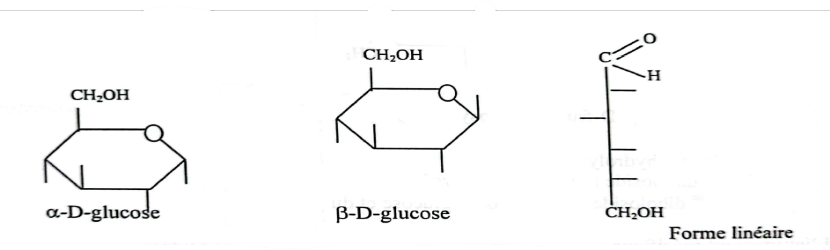 CH₂OH
O
α-D-glucose
CH₂OH
O
β-D-glucose
O
C
H
CH₂OH
Forme linéaire